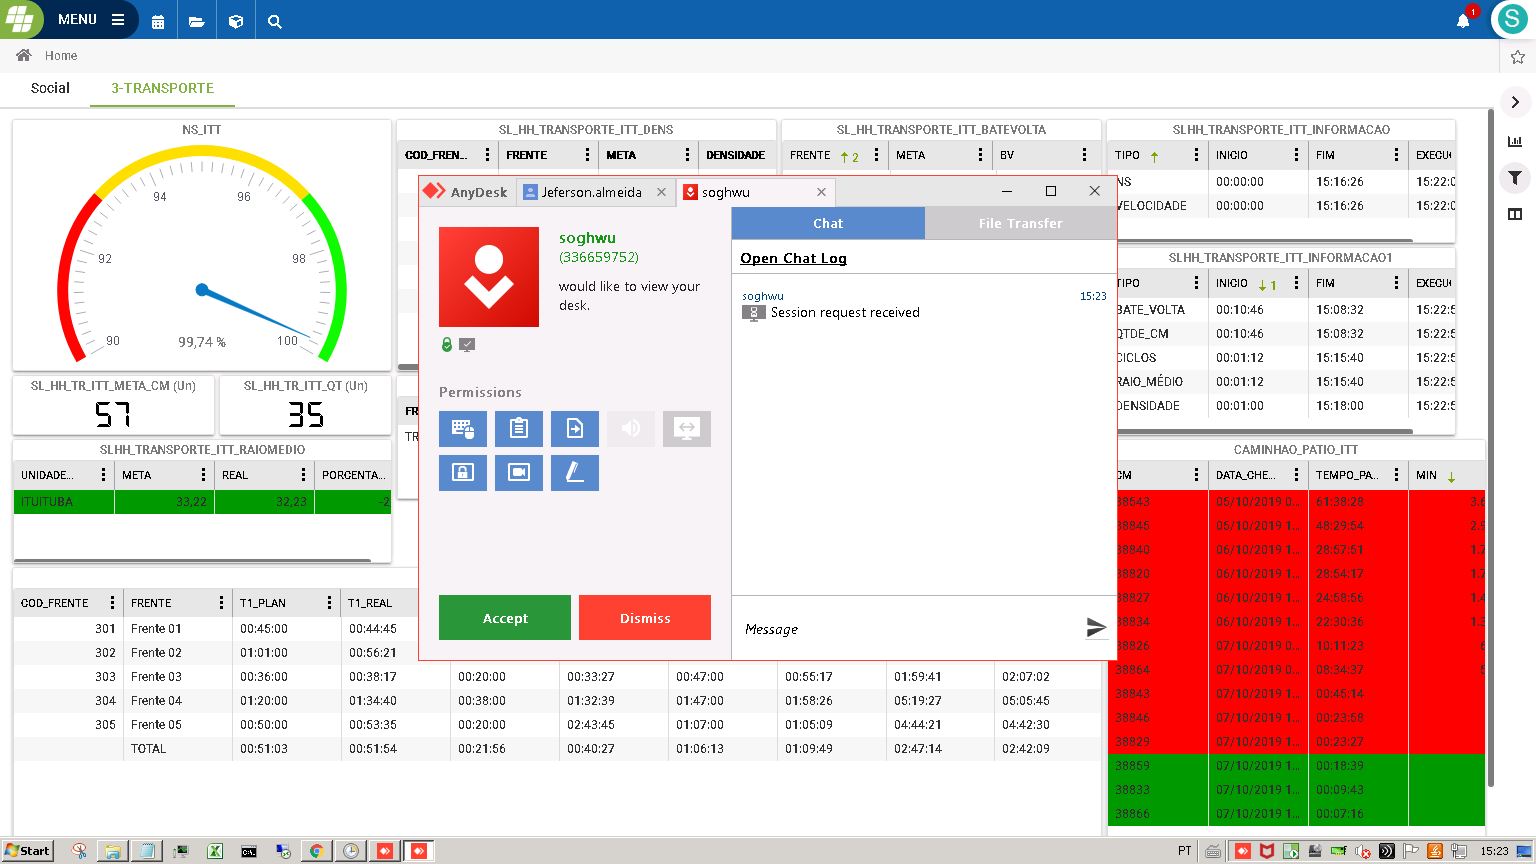 MENU
1
S
Home
Social
3-TRANSPORTE
NS_ITT
94
96
92
98
90
99,74 %
100
SL_HH_TR_ITT_META_CM (Un)
57
SL_HH_TR_ITT_QT (Un)
35
SLHH_TRANSPORTE_ITT_RAIOMEDIO
UNIDADE... META REAL PORCENTA...
ITUITUBA 33,22 32,23 -2
SL_HH_TRANSPORTE_ITT_DENS
COD_FREN... FRENTE META DENSIDADE
SL_HH_TRANSPORTE_ITT_BATEVOLTA
FRENTE 2 META BV
SLHH_TRANSPORTE_ITT_INFORMACAO
TIPO INICIO FIM EXECU
NS 00:00:00 15:16:26 15:22:0
VELOCIDADE 00:00:00 15:16:26 15:22:0
SLHH_TRANSPORTE_ITT_INFORMACAO1
TIPO INICIO 1 FIM EXECU
BATE_VOLTA 00:10:46 15:08:32 15:22:5
QTDE_CM 00:10:46 15:08:32 15:22:5
CICLOS 00:01:12 15:15:40 15:22:5
RAIO_MÉDIO 00:01:12 15:15:40 15:22:5
DENSIDADE 00:01:00 15:18:00 15:22:5
CAMINHAO_PATIO_ITT
CM DATA_CHE... TEMPO_PA... MIN
38543 05/10/2019 0... 61:38:28 3.6
38845 06/10/2019 1... 48:29:54 2.9
38840 06/10/2019 1... 28:57:51 1.7
38820 06/10/2019 1... 28:54:17 1.7
38827 06/10/2019 1... 24:58:56 1.4
38834 06/10/2019 1... 22:30:36 1.3
38826 07/10/2019 1... 10:11:23 6
38864 07/10/2019 1... 08:34:37 5
38843 07/10/2019 1... 00:45:14
38846 07/10/2019 1... 00:23:58
38829 07/10/2019 1... 00:23:27
38859 07/10/2019 1... 00:18:39
38833 07/10/2019 1... 00:09:43
38866 07/10/2019 1... 00:07:16
FR
TR
COD_FRENTE FRENTE T1_PLAN T1_REAL
301 Frente 01 00:45:00 00:44:45
302 Frente 02 01:01:00 00:56:21
303 Frente 03 00:36:00 00:38:17 00:20:00 00:33:27 00:47:00 00:55:17 01:59:41 02:07:02
304 Frente 04 01:20:00 01:34:40 00:38:00 01:32:39 01:47:00 01:58:26 05:19:27 05:05:45
305 Frente 05 00:50:00 00:53:35 00:20:00 02:43:45 01:07:00 01:05:09 04:44:21 04:42:30
TOTAL 00:51:03 00:51:54 00:21:56 00:40:27 01:06:13 01:09:49 02:47:14 02:42:09
AnyDesk
Jeferson.almeida
soghwu
soghwu
(336659752)
would like to view your
desk.
Permissions
Accept
Dismiss
Chat
File Transfer
Open Chat Log
soghwu 15:23
Session request received
Message
Start
PT
15:23